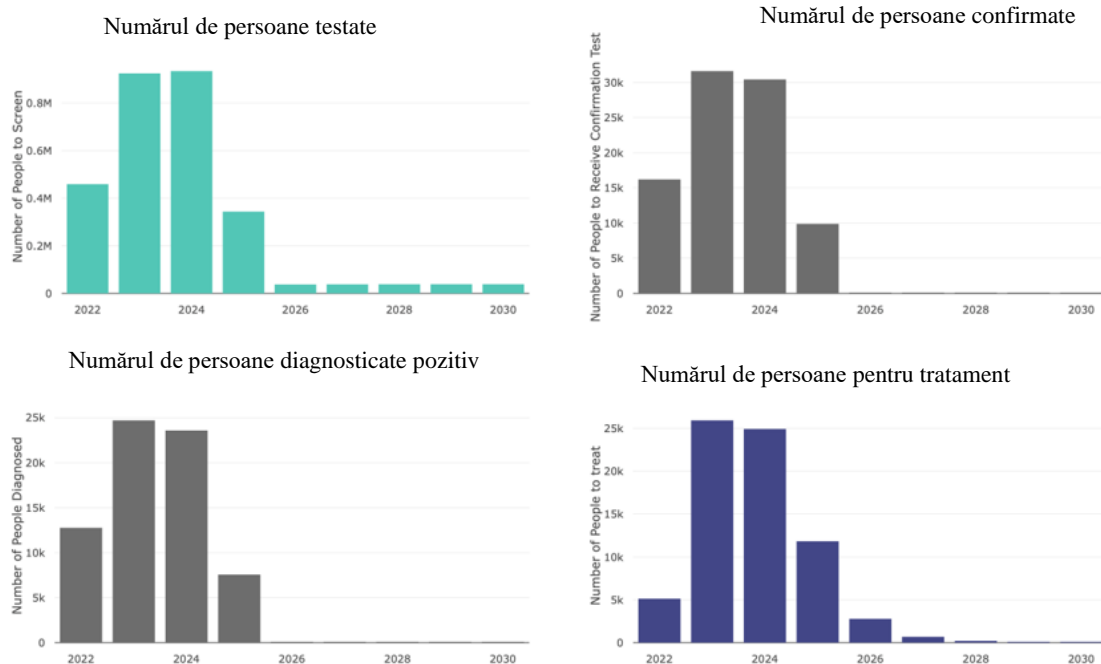 Numărul de persoane testate
Number of People to Screen
0.8M
0.6M
0.4M
0.2M
0
2022
2024
2026
2028
2030
Numărul de persoane confirmate
Number of People to Receive Confirmation Test
30k
25k
20k
15k
10k
5k
0
2022
2024
2026
2028
2030
Numărul de persoane diagnosticate pozitiv
Number of People Diagnosed
25k
20k
15k
10k
5k
0
2022
2024
2026
2028
2030
Numărul de persoane pentru tratament
Number of People to treat
25k
20k
15k
10k
5k
0
2022
2024
2026
2028
2030